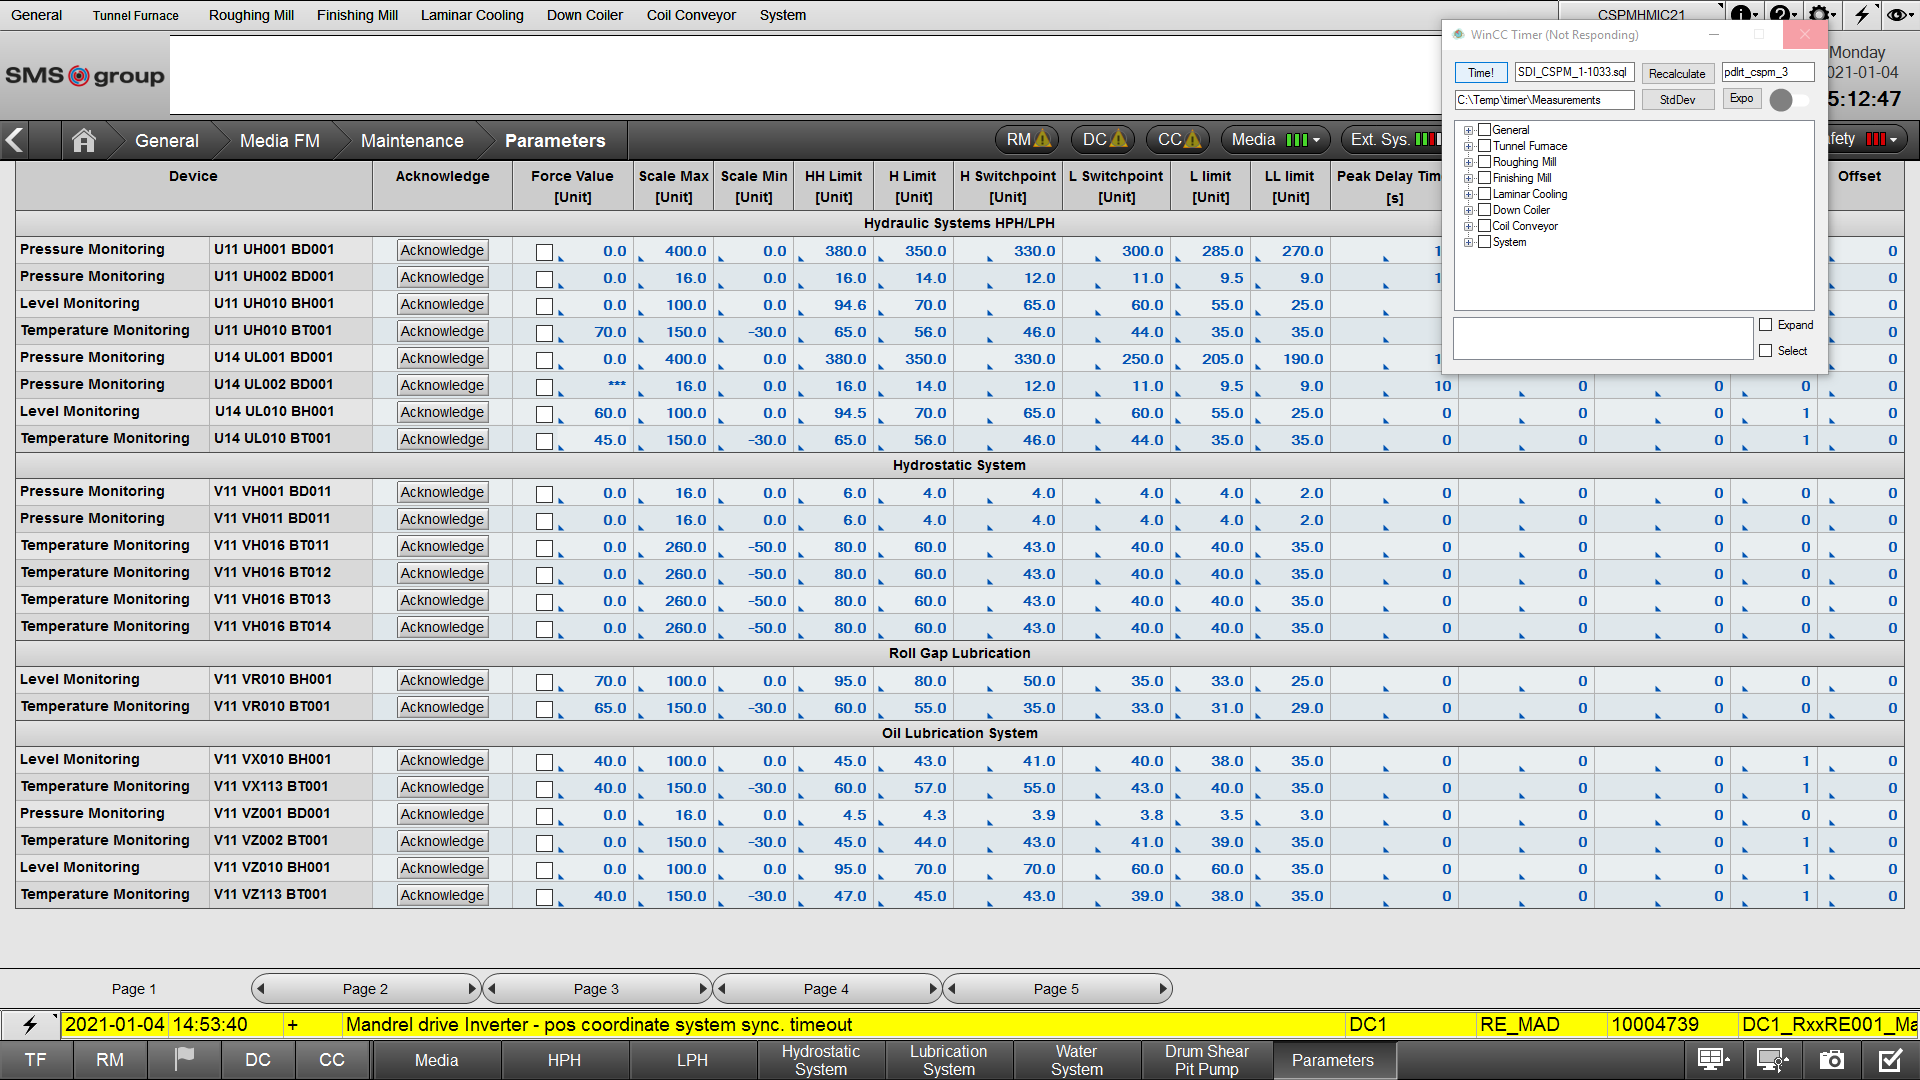 General Tunnel Furnace Roughing Mill Finishing Mill Laminar Cooling Down Coiler Coil Conveyor System CSPMHMIC21
SMS group
Monday
021-01-04
5:12:47
WinCC Timer (Not Responding)
Time! SDI_CSPM_1-1033.sql Recalculate pdlrt_cspm_3
C:\Temp\timer\Measurements StdDev Expo
General
Tunnel Furnace
Roughing Mill
Finishing Mill
Laminar Cooling
Down Coiler
Coil Conveyor
System
Expand
Select
General Media FM Maintenance Parameters RM DC CC Media Ext. Sys. afety
Device Acknowledge Force Value [Unit] Scale Max [Unit] Scale Min [Unit] HH Limit [Unit] H Limit [Unit] H Switchpoint [Unit] L Switchpoint [Unit] L limit [Unit] LL limit [Unit] Peak Delay Tim [s] Offset
Hydraulic Systems HPH/LPH
Pressure Monitoring U11 UH001 BD001 Acknowledge 0.0 400.0 0.0 380.0 350.0 330.0 300.0 285.0 270.0 1 0
Pressure Monitoring U11 UH002 BD001 Acknowledge 0.0 16.0 0.0 16.0 14.0 12.0 11.0 9.5 9.0 1 0
Level Monitoring U11 UH010 BH001 Acknowledge 0.0 100.0 0.0 94.6 70.0 65.0 60.0 55.0 25.0 0
Temperature Monitoring U11 UH010 BT001 Acknowledge 70.0 150.0 -30.0 65.0 56.0 46.0 44.0 35.0 35.0 0
Pressure Monitoring U14 UL001 BD001 Acknowledge 0.0 400.0 0.0 380.0 350.0 330.0 250.0 205.0 190.0 1 0
Pressure Monitoring U14 UL002 BD001 Acknowledge *** 16.0 0.0 16.0 14.0 12.0 11.0 9.5 9.0 10 0 0 0 0
Level Monitoring U14 UL010 BH001 Acknowledge 60.0 100.0 0.0 94.5 70.0 65.0 60.0 55.0 25.0 0 0 0 1 0
Temperature Monitoring U14 UL010 BT001 Acknowledge 45.0 150.0 -30.0 65.0 56.0 46.0 44.0 35.0 35.0 0 0 0 1 0
Hydrostatic System
Pressure Monitoring V11 VH001 BD011 Acknowledge 0.0 16.0 0.0 6.0 4.0 4.0 4.0 4.0 2.0 0 0 0 0 0
Pressure Monitoring V11 VH011 BD011 Acknowledge 0.0 16.0 0.0 6.0 4.0 4.0 4.0 4.0 2.0 0 0 0 0 0
Temperature Monitoring V11 VH016 BT011 Acknowledge 0.0 260.0 -50.0 80.0 60.0 43.0 40.0 40.0 35.0 0 0 0 0 0
Temperature Monitoring V11 VH016 BT012 Acknowledge 0.0 260.0 -50.0 80.0 60.0 43.0 40.0 40.0 35.0 0 0 0 0 0
Temperature Monitoring V11 VH016 BT013 Acknowledge 0.0 260.0 -50.0 80.0 60.0 43.0 40.0 40.0 35.0 0 0 0 0 0
Temperature Monitoring V11 VH016 BT014 Acknowledge 0.0 260.0 -50.0 80.0 60.0 43.0 40.0 40.0 35.0 0 0 0 0 0
Roll Gap Lubrication
Level Monitoring V11 VR010 BH001 Acknowledge 70.0 100.0 0.0 95.0 80.0 50.0 35.0 33.0 25.0 0 0 0 0 0
Temperature Monitoring V11 VR010 BT001 Acknowledge 65.0 150.0 -30.0 60.0 55.0 35.0 33.0 31.0 29.0 0 0 0 0 0
Oil Lubrication System
Level Monitoring V11 VX010 BH001 Acknowledge 40.0 100.0 0.0 45.0 43.0 41.0 40.0 38.0 35.0 0 0 0 1 0
Temperature Monitoring V11 VX113 BT001 Acknowledge 40.0 150.0 -30.0 60.0 57.0 55.0 43.0 40.0 35.0 0 0 0 1 0
Pressure Monitoring V11 VZ001 BD001 Acknowledge 0.0 16.0 0.0 4.5 4.3 3.9 3.8 3.5 3.0 0 0 0 0 0
Temperature Monitoring V11 VZ002 BT001 Acknowledge 0.0 150.0 -30.0 45.0 44.0 43.0 41.0 39.0 35.0 0 0 0 1 0
Level Monitoring V11 VZ010 BH001 Acknowledge 0.0 100.0 0.0 95.0 70.0 70.0 60.0 60.0 35.0 0 0 0 1 0
Temperature Monitoring V11 VZ113 BT001 Acknowledge 40.0 150.0 -30.0 47.0 45.0 43.0 39.0 38.0 35.0 0 0 0 1 0
Page 1 Page 2 Page 3 Page 4 Page 5
2021-01-04 14:53:40 + Mandrel drive Inverter - pos coordinate system sync. timeout DC1 RE_MAD 10004739 DC1_RxxRE001_Ma
TF RM DC CC Media HPH LPH Hydrostatic System Lubrication System Water System Drum Shear Pit Pump Parameters